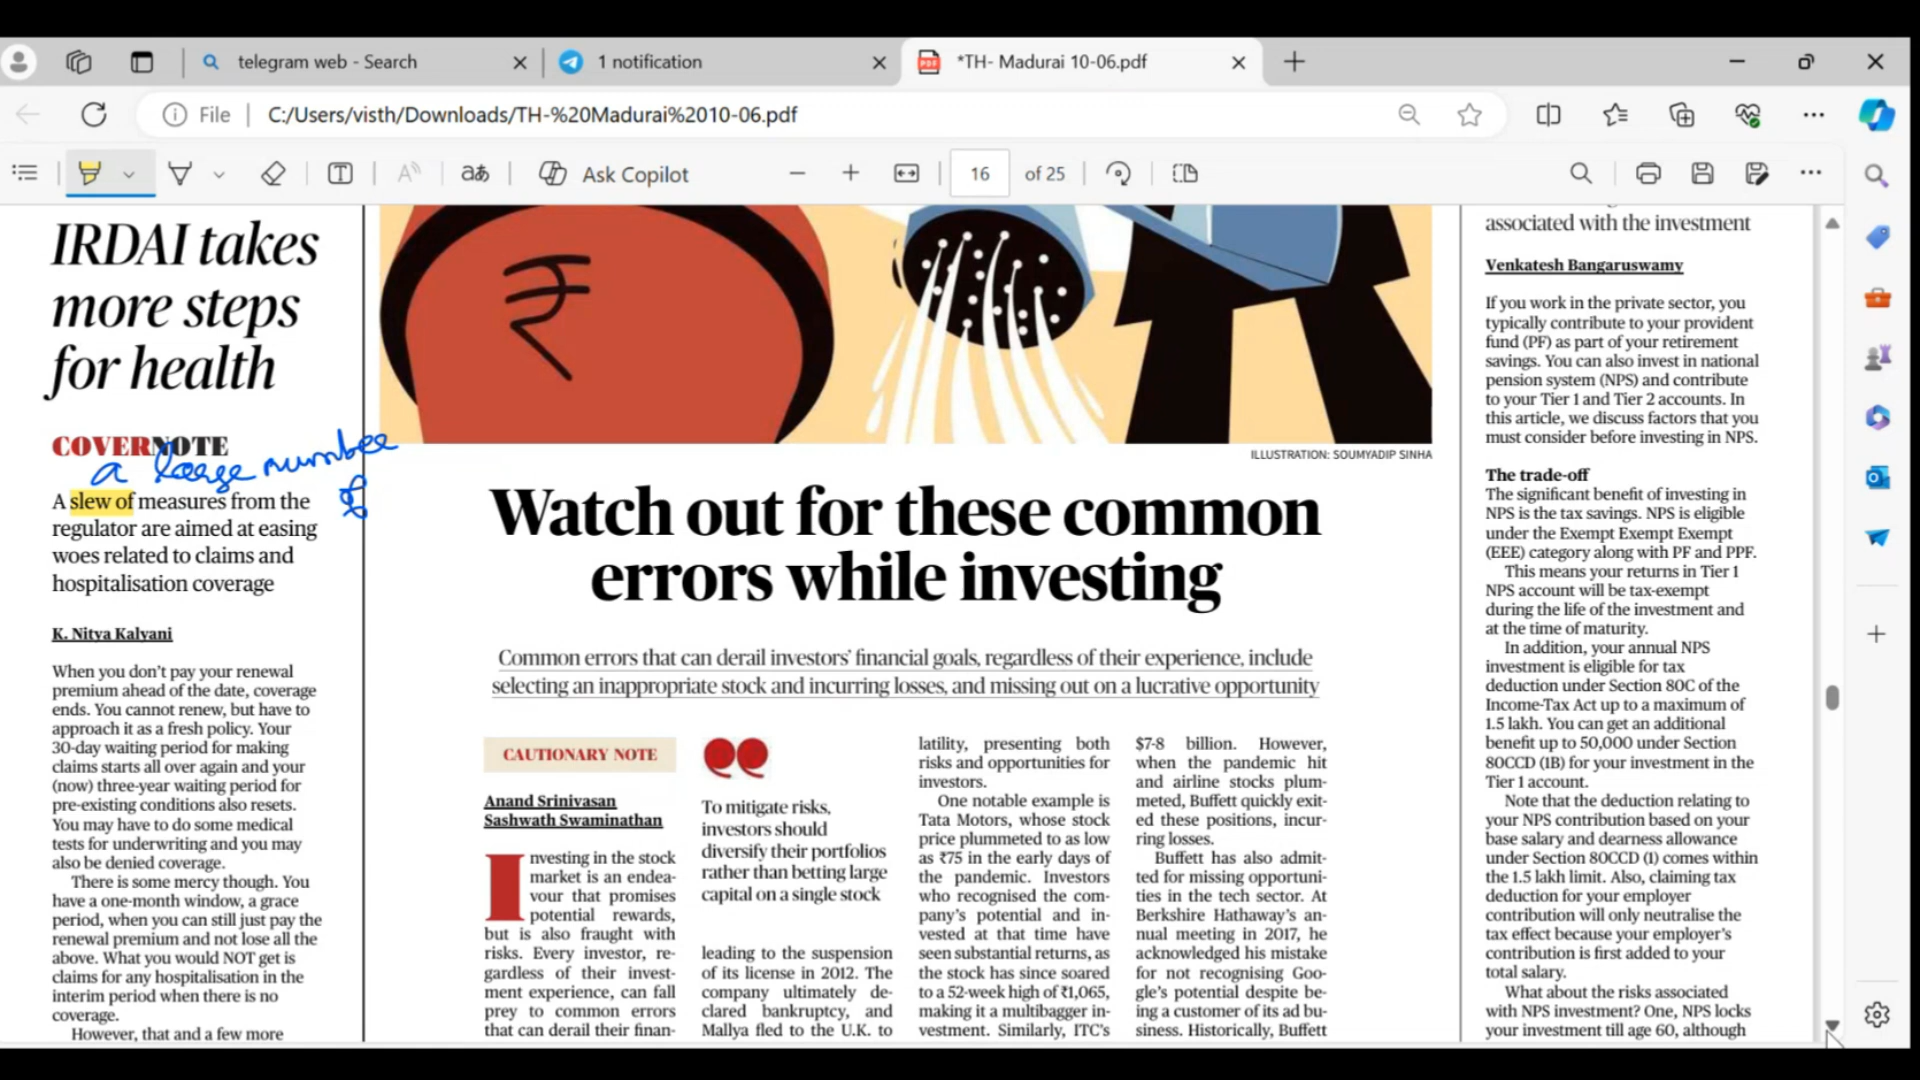 telegram web - Search
1 notification
*TH- Madurai 10-06.pdf
File
C:/Users/visth/Downloads/TH-%20Madurai%2010-06.pdf
Ask Copilot
16
of 25
IRDAI takes
more steps
for health
COVERNOTE
a large number
of
A slew of measures from the
regulator are aimed at easing
woes related to claims and
hospitalisation coverage
K. Nitya Kalyani
When you don't pay your renewal
premium ahead of the date, coverage
ends. You cannot renew, but have to
approach it as a fresh policy. Your
30-day waiting period for making
claims starts all over again and your
(now) three-year waiting period for
pre-existing conditions also resets.
You may have to do some medical
tests for underwriting and you may
also be denied coverage.
There is some mercy though. You
have a one-month window, a grace
period, when you can still just pay the
renewal premium and not lose all the
above. What you would NOT get is
claims for any hospitalisation in the
interim period when there is no
coverage.
However, that and a few more
₹
ILLUSTRATION: SOUMYADIP SINHA
Watch out for these common
errors while investing
Common errors that can derail investors' financial goals, regardless of their experience, include
selecting an inappropriate stock and incurring losses, and missing out on a lucrative opportunity
CAUTIONARY NOTE
Anand Srinivasan
Sashwath Swaminathan
Investing in the stock
market is an endea-
vour that promises
potential rewards,
but is also fraught with
risks. Every investor, re-
gardless of their invest-
ment experience, can fall
prey to common errors
that can derail their finan-
To mitigate risks,
investors should
diversify their portfolios
rather than betting large
capital on a single stock
leading to the suspension
of its license in 2012. The
company ultimately de-
clared bankruptcy, and
Mallya fled to the U.K. to
latility, presenting both
risks and opportunities for
investors.
One notable example is
Tata Motors, whose stock
price plummeted to as low
as ₹75 in the early days of
the pandemic. Investors
who recognised the com-
pany's potential and in-
vested at that time have
seen substantial returns, as
the stock has since soared
to a 52-week high of ₹1,065,
making it a multibagger in-
vestment. Similarly, ITC's
$7-8 billion. However,
when the pandemic hit
and airline stocks plum-
meted, Buffett quickly exit-
ed these positions, incur-
ring losses.
Buffett has also admit-
ted for missing opportuni-
ties in the tech sector. At
Berkshire Hathaway's an-
nual meeting in 2017, he
acknowledged his mistake
for not recognising Goo-
gle's potential despite be-
ing a customer of its ad bu-
siness. Historically, Buffett
associated with the investment
Venkatesh Bangaruswamy
If you work in the private sector, you
typically contribute to your provident
fund (PF) as part of your retirement
savings. You can also invest in national
pension system (NPS) and contribute
to your Tier 1 and Tier 2 accounts. In
this article, we discuss factors that you
must consider before investing in NPS.
The trade-off
The significant benefit of investing in
NPS is the tax savings. NPS is eligible
under the Exempt Exempt Exempt
(EEE) category along with PF and PPF.
This means your returns in Tier 1
NPS account will be tax-exempt
during the life of the investment and
at the time of maturity.
In addition, your annual NPS
investment is eligible for tax
deduction under Section 80C of the
Income-Tax Act up to a maximum of
1.5 lakh. You can get an additional
benefit up to 50,000 under Section
80CCD (1B) for your investment in the
Tier 1 account.
Note that the deduction relating to
your NPS contribution based on your
base salary and dearness allowance
under Section 80CCD (1) comes within
the 1.5 lakh limit. Also, claiming tax
deduction for your employer
contribution will only neutralise the
tax effect because your employer's
contribution is first added to your
total salary.
What about the risks associated
with NPS investment? One, NPS locks
your investment till age 60, although